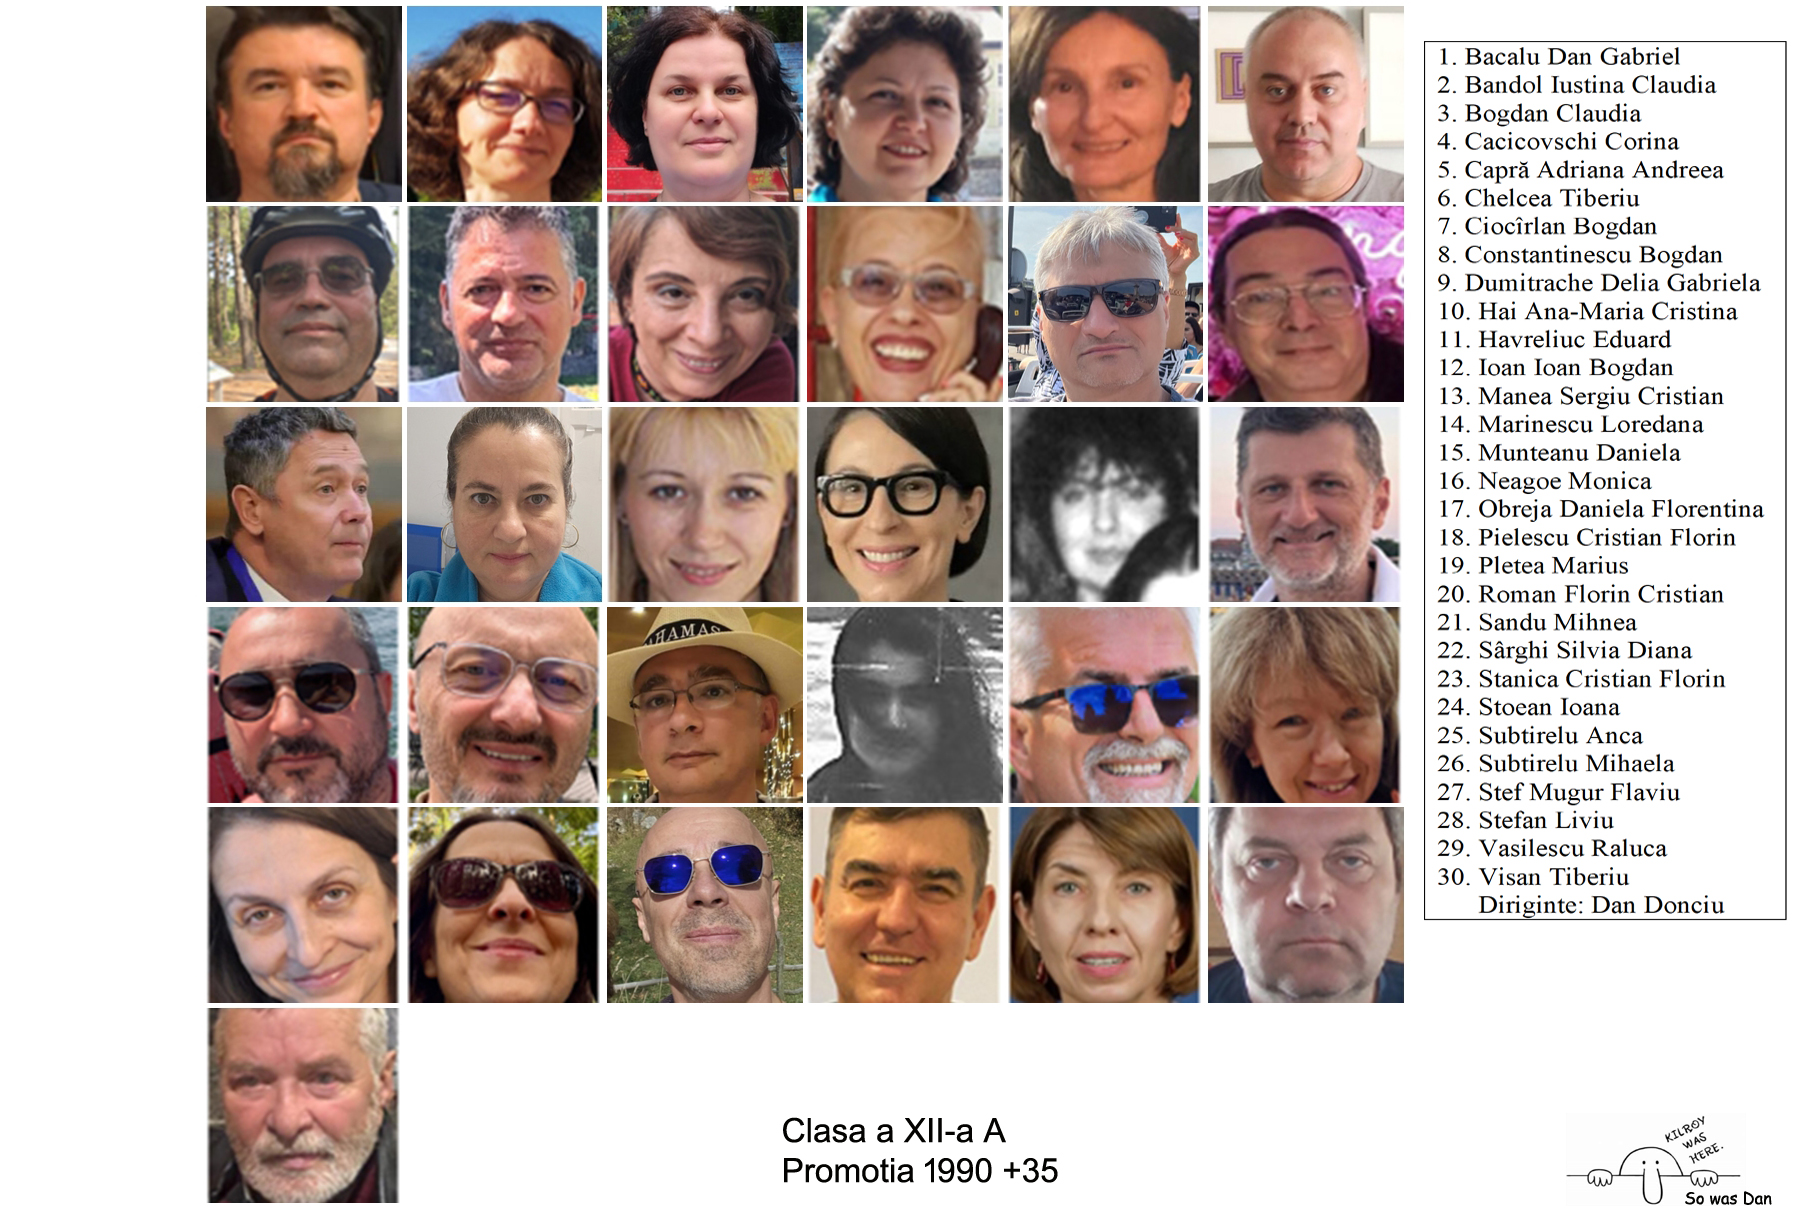 1. Bacalu Dan Gabriel
2. Bandol Iustina Claudia
3. Bogdan Claudia
4. Cacicovschi Corina
5. Capră Adriana Andreea
6. Chelcea Tiberiu
7. Ciocîrlan Bogdan
8. Constantinescu Bogdan
9. Dumitrache Delia Gabriela
10. Hai Ana-Maria Cristina
11. Havreliuc Eduard
12. Ioan Ioan Bogdan
13. Manea Sergiu Cristian
14. Marinescu Loredana
15. Munteanu Daniela
16. Neagoe Monica
17. Obreja Daniela Florentina
18. Pielescu Cristian Florin
19. Pletea Marius
20. Roman Florin Cristian
21. Sandu Mihnea
22. Sârghi Silvia Diana
23. Stanica Cristian Florin
24. Stoean Ioana
25. Subtirelu Anca
26. Subtirelu Mihaela
27. Stef Mugur Flaviu
28. Stefan Liviu
29. Vasilescu Raluca
30. Visan Tiberiu
Diriginte: Dan Donciu
Clasa a XII-a A
Promotia 1990 +35
KILROY
WAS
HERE.
So was Dan